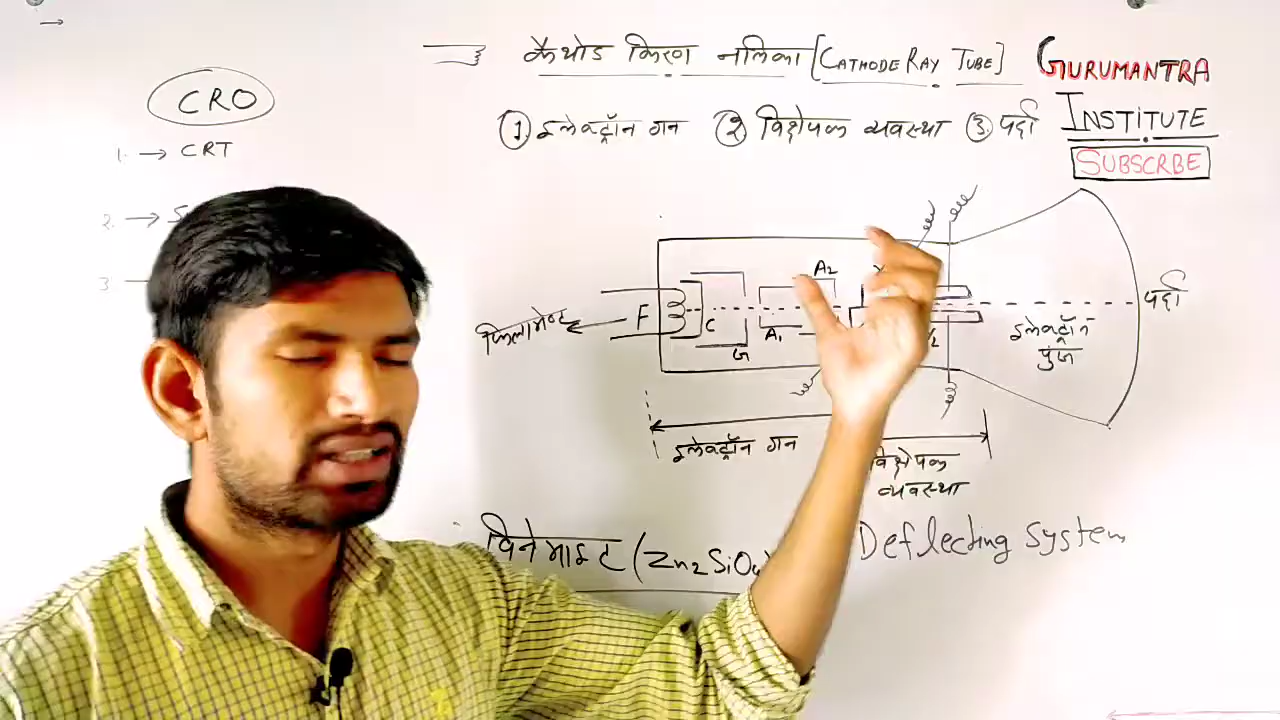 कैथोड किरण नलिका [CATHODE RAY TUBE]
GURUMANTRA
INSTITUTE
SUBSCRBE
① इलेक्ट्रॉन गन ② विक्षेपक व्यवस्था ③ पर्दा
CRO
1. → CRT
2. →
3
A2
F
C
G
A1
फिलामेन्ट
इलेक्ट्रॉन
पुंज
पर्दा
इलेक्ट्रॉन गन
विक्षेपक
व्यवस्था
विलेमाइट (Zn2SiO4)
Deflecting System